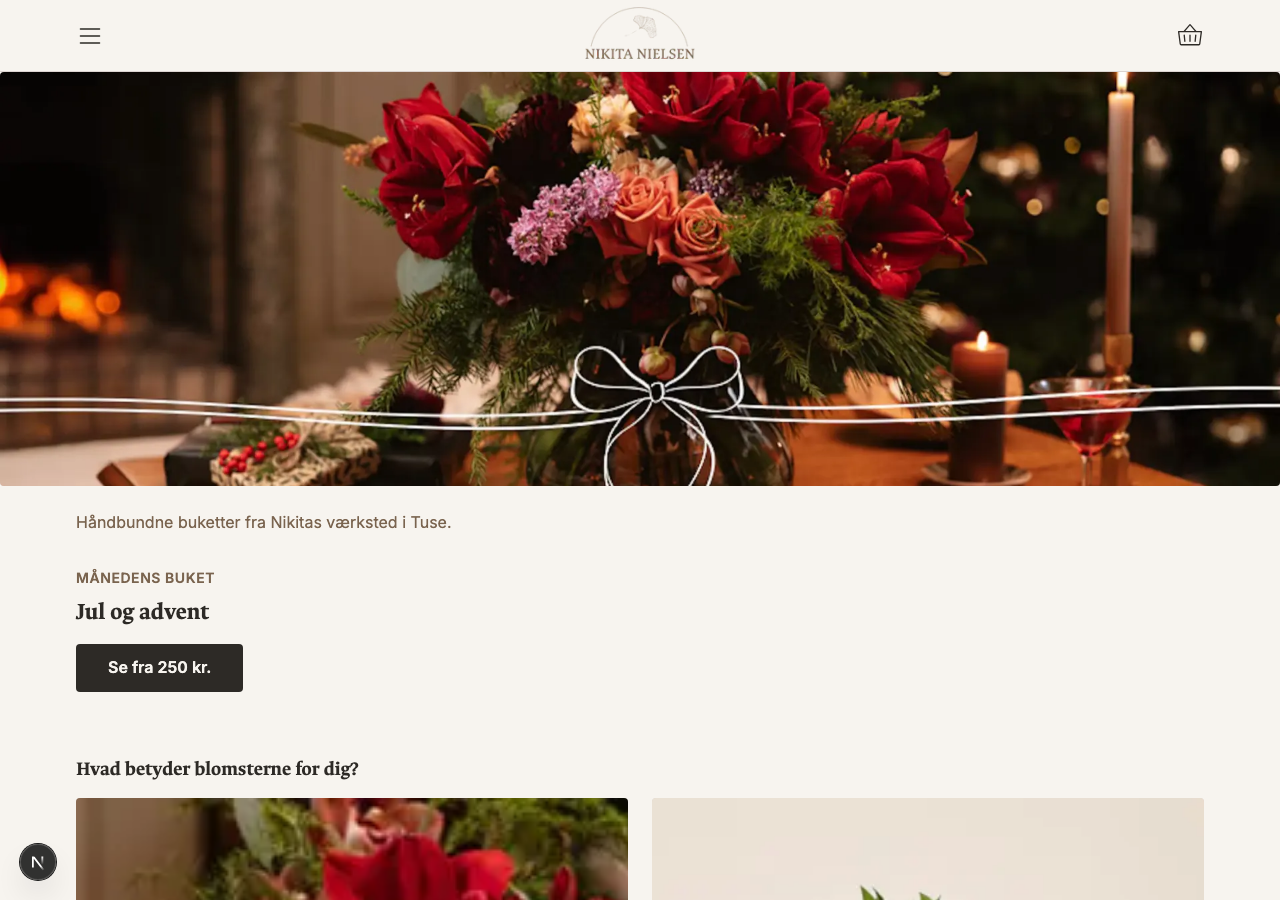 NIKITA NIELSEN
Håndbundne buketter fra Nikitas værksted i Tuse.
MÅNEDENS BUKET
Jul og advent
Se fra 250 kr.
Hvad betyder blomsterne for dig?
N